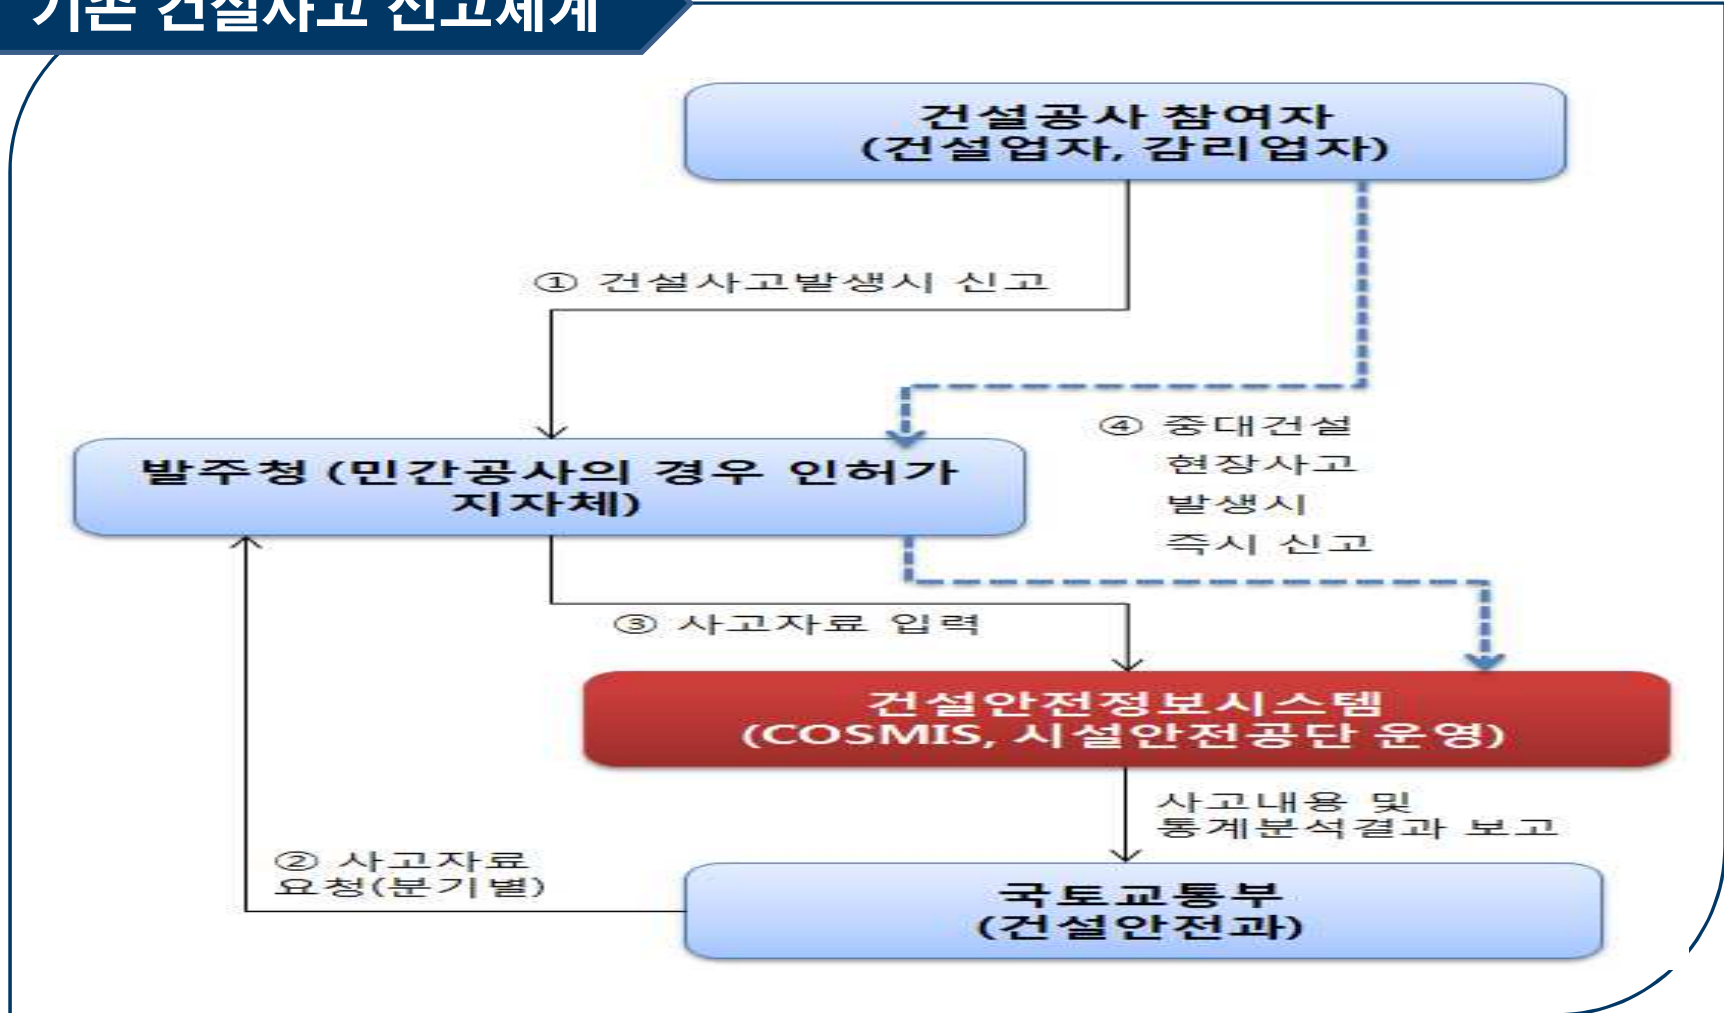 기존 건설사고 신고체계
건설공사 참여자
(건설업자, 감리업자)
① 건설사고발생시 신고
④ 중대건설
현장사고
발생시
즉시 신고
발주청 (민간공사의 경우 인허가
지자체)
③ 사고자료 입력
건설안전정보시스템
(COSMIS, 시설안전공단 운영)
사고내용 및
통계분석결과 보고
② 사고자료
요청(분기별)
국토교통부
(건설안전과)